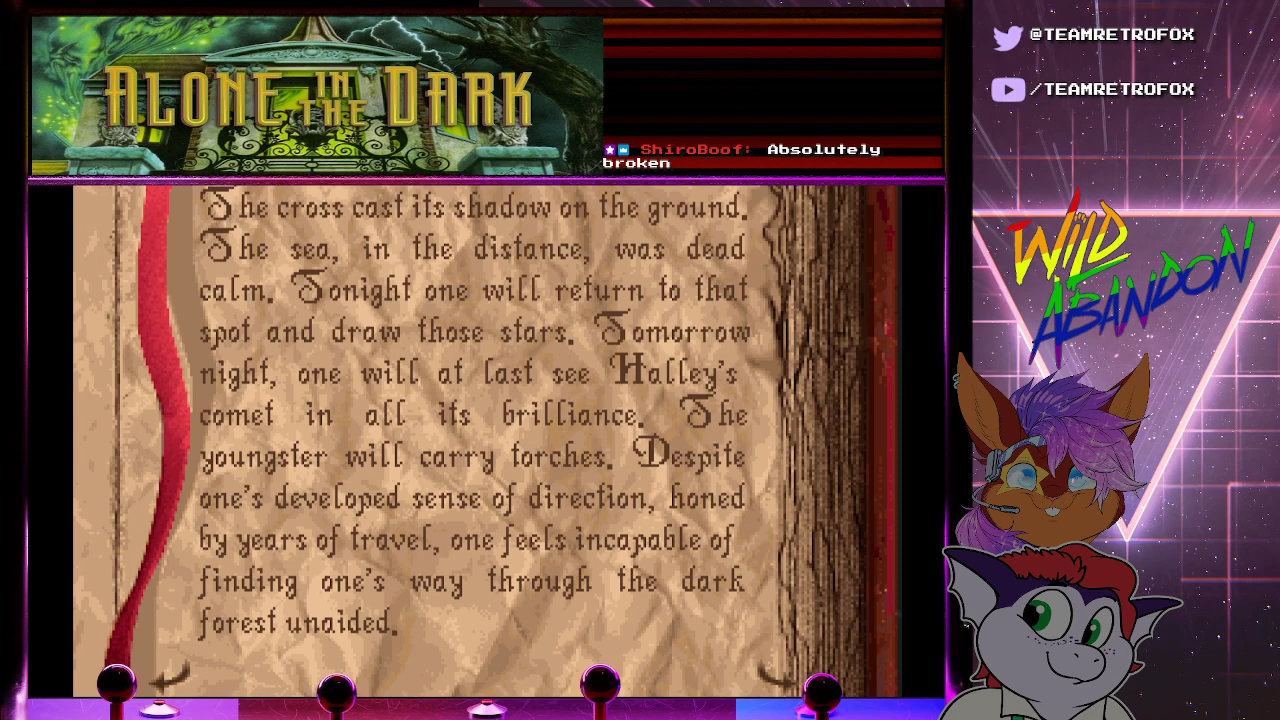 ALONE IN THE DARK
ShiroBoof: Absolutely
broken
The cross cast its shadow on the ground.
The sea, in the distance, was dead
calm. Tonight one will return to that
spot and draw those stars. Tomorrow
night, one will at last see Halley's
comet in all its brilliance. The
youngster will carry torches. Despite
one's developed sense of direction, honed
by years of travel, one feels incapable of
finding one's way through the dark
forest unaided.
@TEAMRETROFOX
/TEAMRETROFOX
WILD
ABANDON